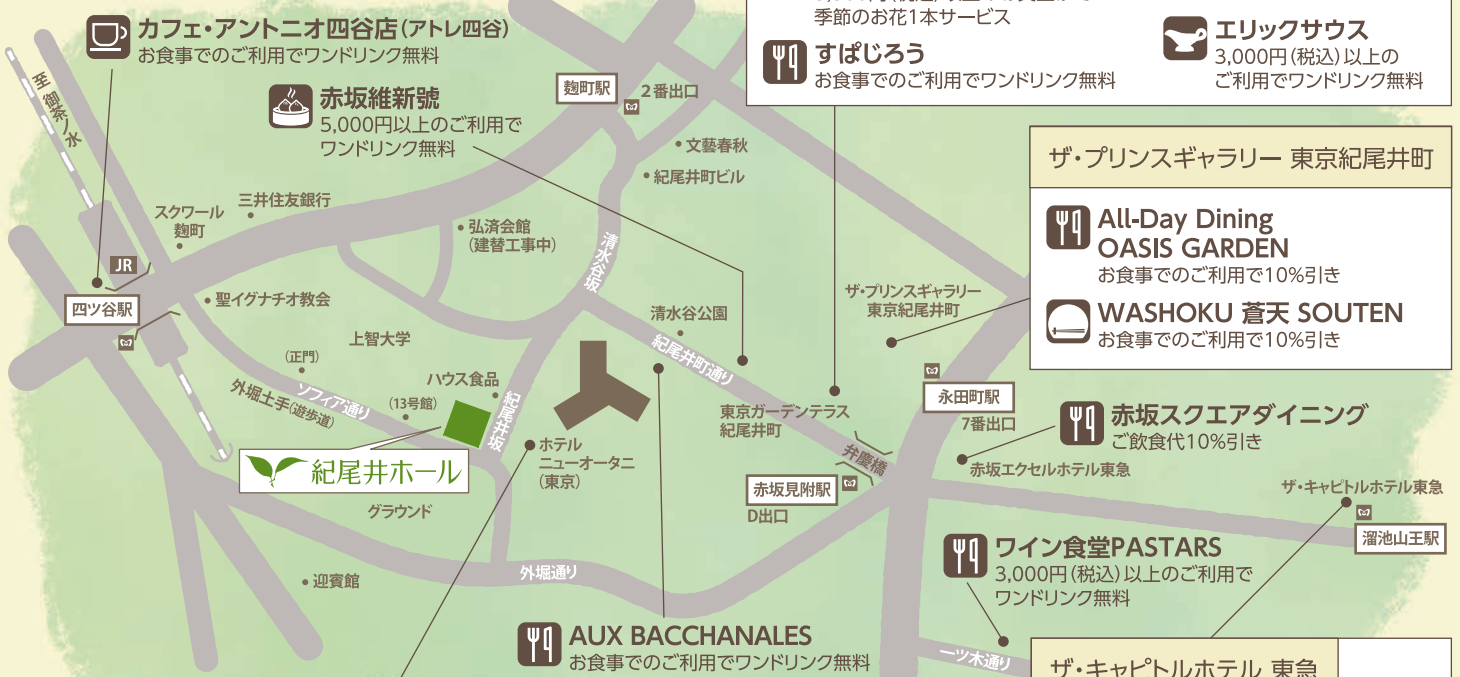 カフェ・アントニオ四谷店(アトレ四谷)
お食事でのご利用でワンドリンク無料
至 御茶ノ水
赤坂維新號
5,000円以上のご利用で
ワンドリンク無料
麹町駅
2番出口
季節のお花1本サービス
すぱじろう
お食事でのご利用でワンドリンク無料
エリックサウス
3,000円(税込)以上の
ご利用でワンドリンク無料
文藝春秋
紀尾井町ビル
ザ・プリンスギャラリー 東京紀尾井町
All-Day Dining
OASIS GARDEN
お食事でのご利用で10%引き
WASHOKU 蒼天 SOUTEN
お食事でのご利用で10%引き
三井住友銀行
スクワール
麹町
弘済会館
(建替工事中)
清水谷坂
JR
四ツ谷駅
聖イグナチオ教会
上智大学
(正門)
ソフィア通り
外堀土手(遊歩道)
ハウス食品
(13号館)
紀尾井坂
清水谷公園
紀尾井町通り
ザ・プリンスギャラリー
東京紀尾井町
永田町駅
7番出口
東京ガーデンテラス
紀尾井町
弁慶橋
赤坂スクエアダイニング
ご飲食代10%引き
赤坂エクセルホテル東急
紀尾井ホール
ホテル
ニューオータニ
(東京)
グラウンド
赤坂見附駅
D出口
ザ・キャピトルホテル東急
溜池山王駅
ワイン食堂PASTARS
3,000円(税込)以上のご利用で
ワンドリンク無料
迎賓館
外堀通り
AUX BACCHANALES
お食事でのご利用でワンドリンク無料
一ツ木通り
ザ・キャピトルホテル 東急